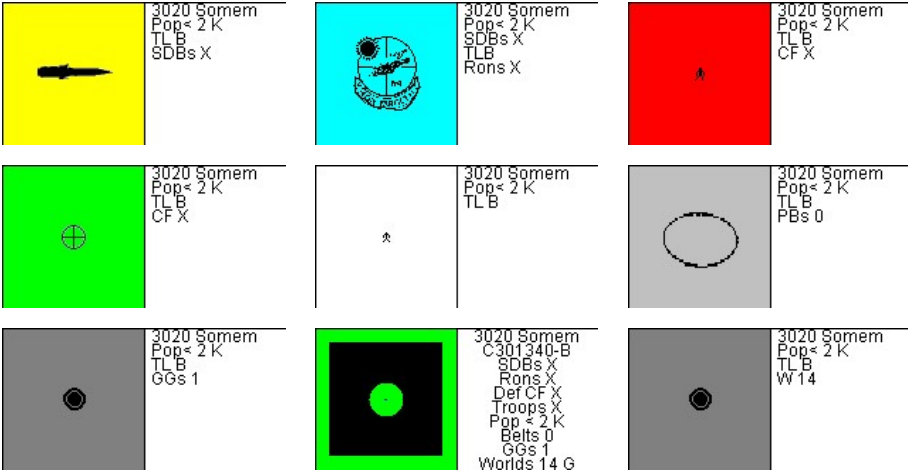 3020 Somem
Pop< 2 K
TL B
SDBs X
3020 Somem
Pop< 2 K
SDBs X
TLB
Rons X
3020 Somem
Pop< 2 K
TL B
CF X
3020 Somem
Pop< 2 K
TL B
CF X
3020 Somem
Pop< 2 K
TL B
3020 Somem
Pop< 2 K
TL B
PBs 0
3020 Somem
Pop< 2 K
TL B
GGs 1
3020 Somem
C301340-B
SDBs X
Rons X
Def CF X
Troops X
Pop < 2 K
Belts 0
GGs 1
Worlds 14 G
3020 Somem
Pop< 2 K
TL B
W 14